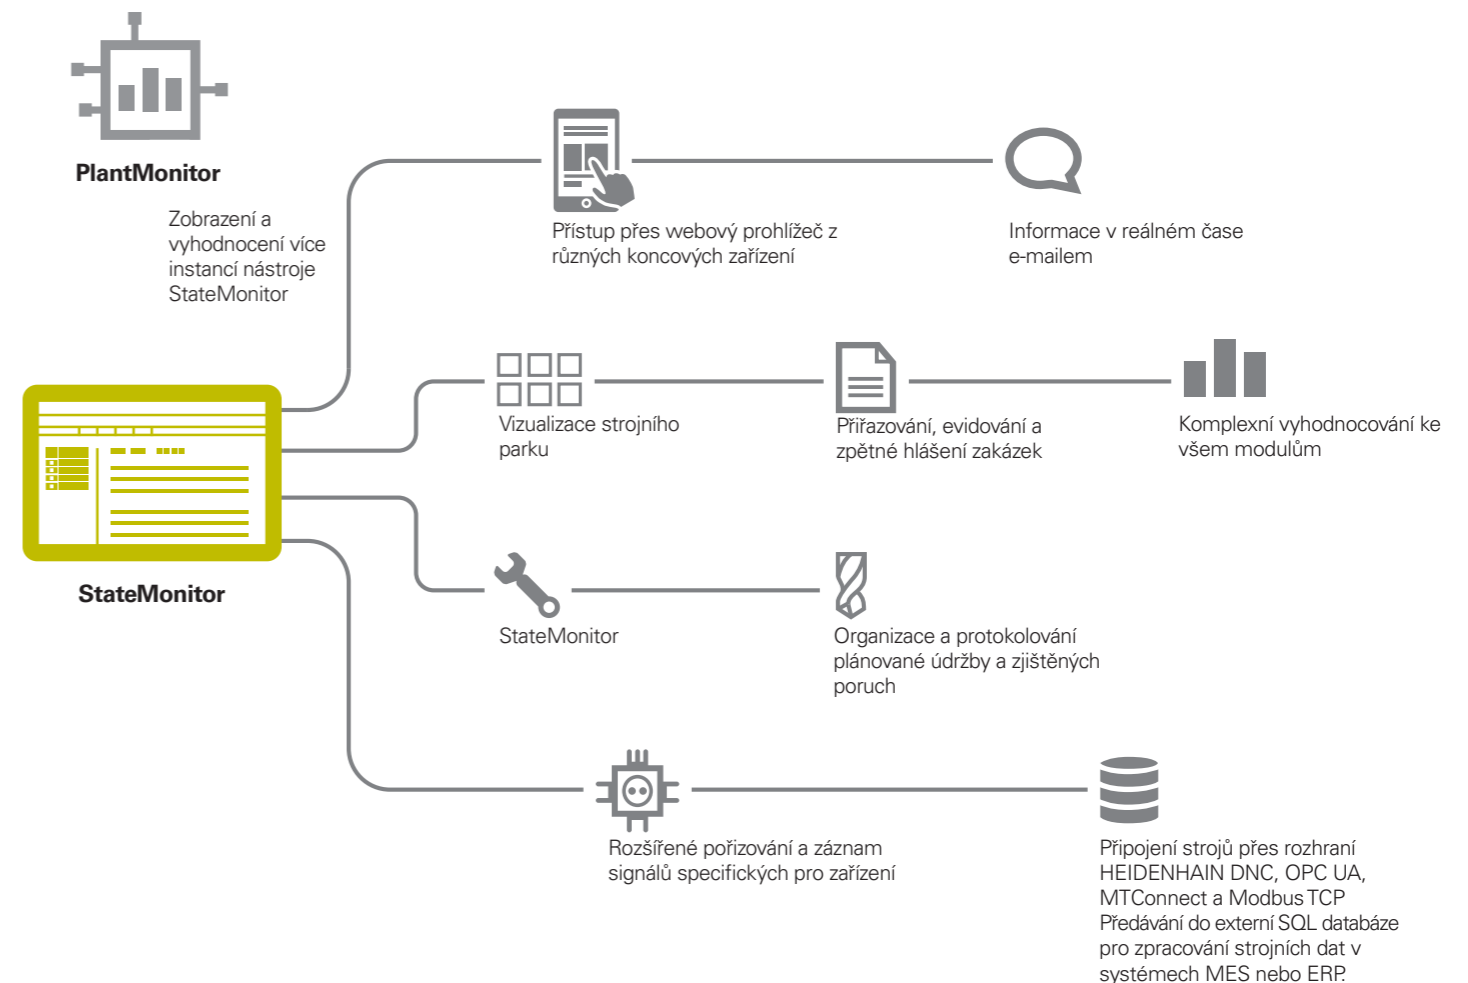 PlantMonitor
Zobrazení a
vyhodnocení více
instancí nástroje
StateMonitor
Přístup přes webový prohlížeč z
různých koncových zařízení
Informace v reálném čase
e-mailem
StateMonitor
Vizualizace strojního
parku
Přiřazování, evidování a
zpětné hlášení zakázek
Komplexní vyhodnocování ke
všem modulům
StateMonitor
Organizace a protokolování
plánované údržby a zjištěných
poruch
Rozšířené pořizování a záznam
signálů specifických pro zařízení
Připojení strojů přes rozhraní
HEIDENHAIN DNC, OPC UA,
MTConnect a Modbus TCP
Předávání do externí SQL databáze
pro zpracování strojních dat v
systémech MES nebo ERP.